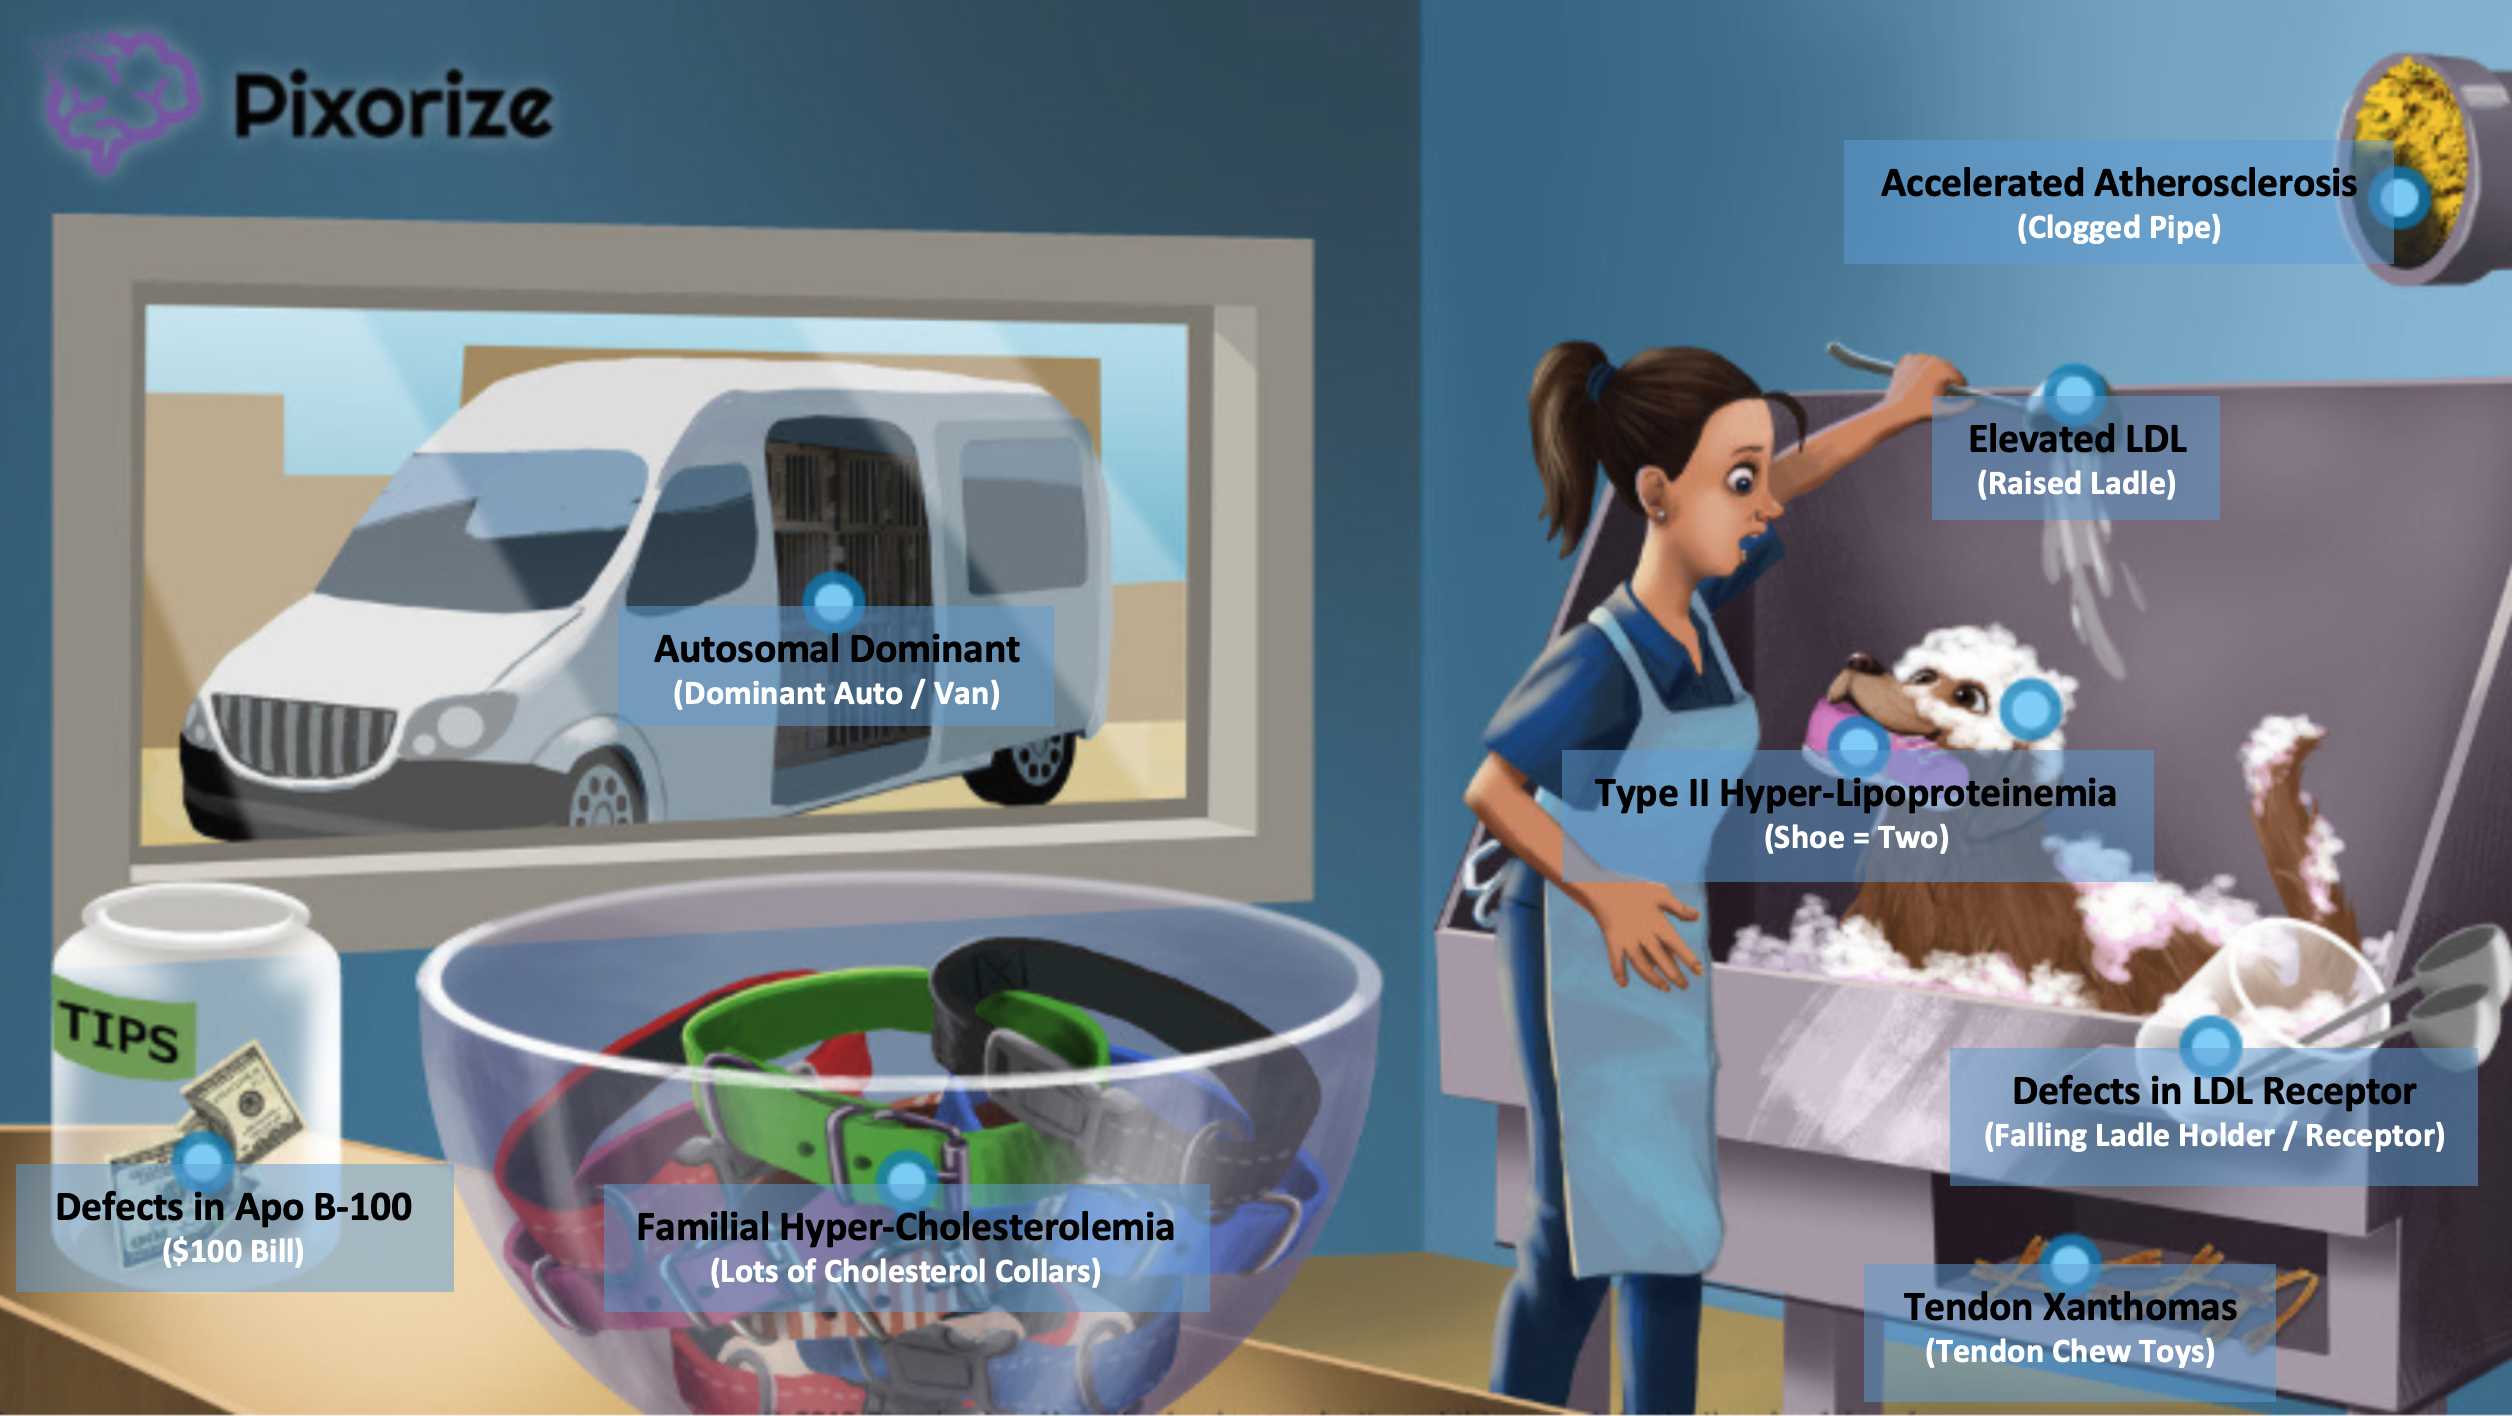 Pixorize
Accelerated Atherosclerosis
(Clogged Pipe)
Elevated LDL
(Raised Ladle)
Autosomal Dominant
(Dominant Auto / Van)
Type II Hyper-Lipoproteinemia
(Shoe = Two)
TIPS
Defects in LDL Receptor
(Falling Ladle Holder / Receptor)
Defects in Apo B-100
($100 Bill)
Familial Hyper-Cholesterolemia
(Lots of Cholesterol Collars)
Tendon Xanthomas
(Tendon Chew Toys)